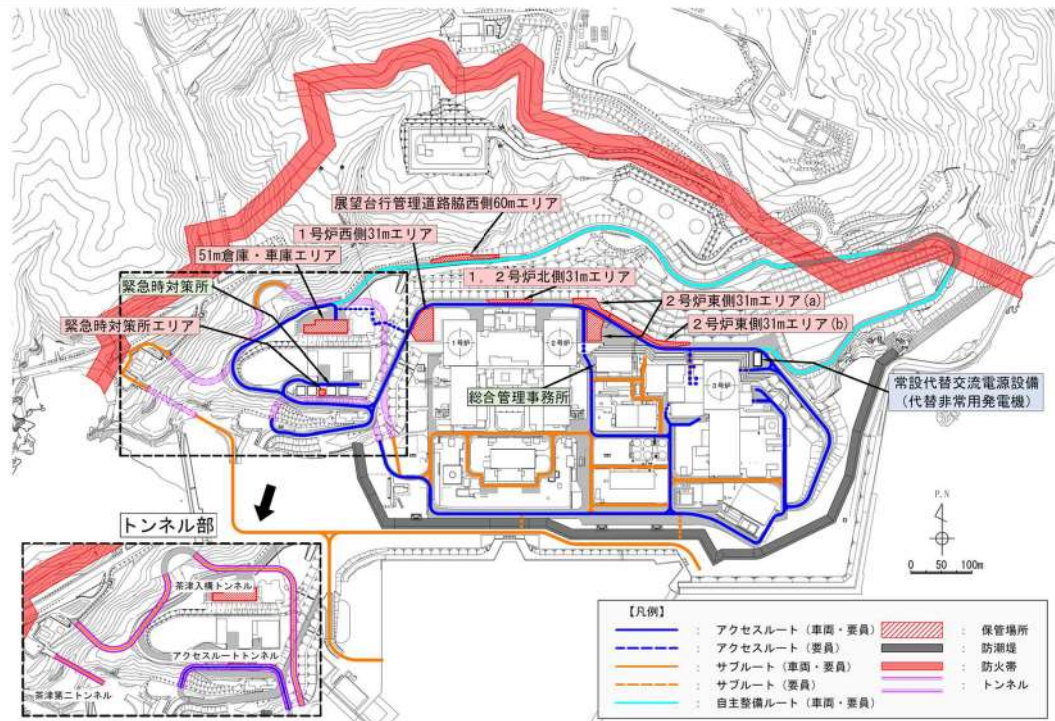 展望台行管理道路脇西側60mエリア
1号炉西側31mエリア
51m倉庫・車庫エリア
1，2号炉北側31mエリア
緊急時対策所
2号炉東側31mエリア(a)
2号炉東側31mエリア(b)
緊急時対策所エリア
1号炉
2号炉
3号炉
総合管理事務所
常設代替交流電源設備
(代替非常用発電機)
トンネル部
茶津入構トンネル
アクセスルートトンネル
茶津第二トンネル
P.N
0 50 100m
【凡例】
： アクセスルート（車両・要員）
： アクセスルート（要員）
： サブルート（車両・要員）
： サブルート（要員）
： 自主整備ルート（車両・要員）
： 保管場所
： 防潮堤
： 防火帯
： トンネル